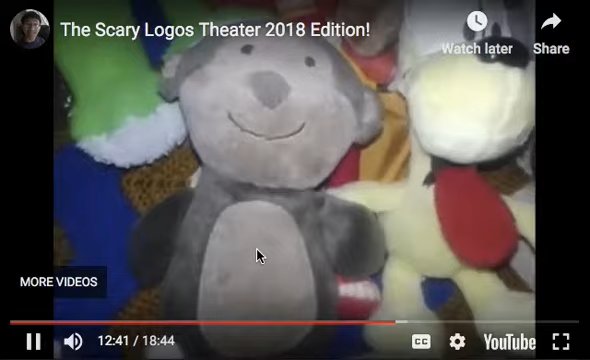 The Scary Logos Theater 2018 Edition!
Watch later
Share
MORE VIDEOS
12:41 / 18:44
CC
YouTube